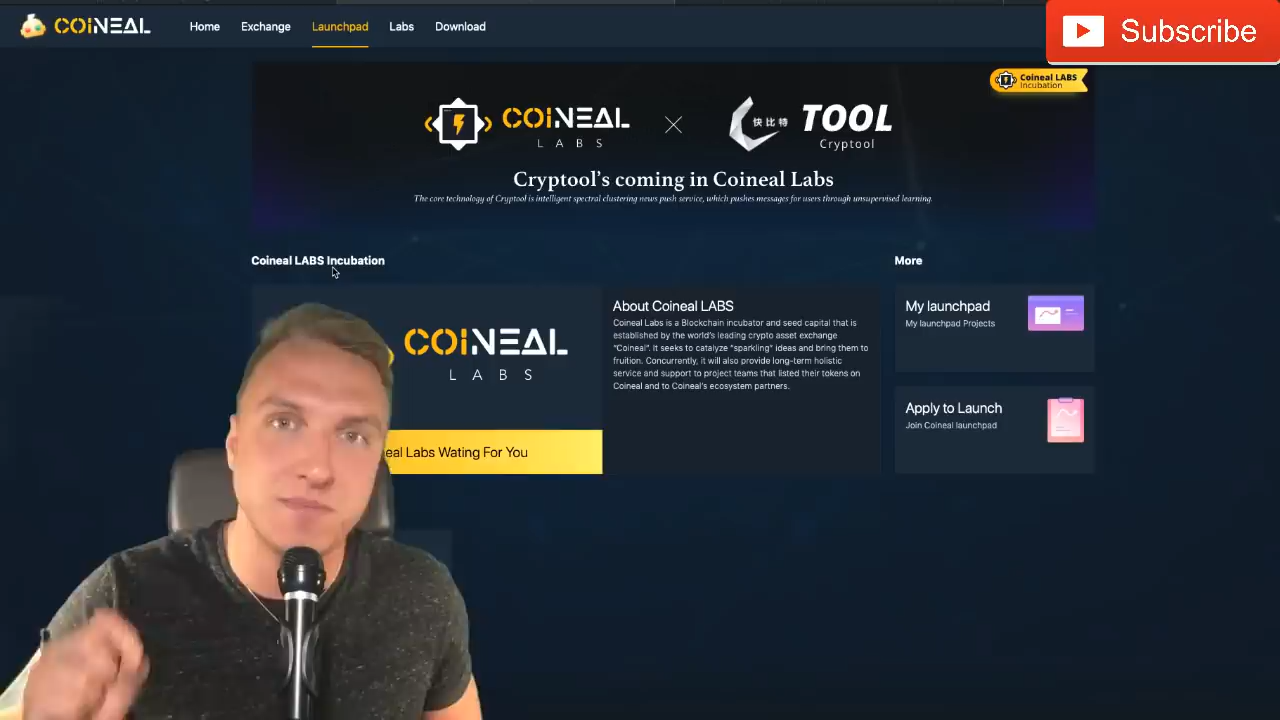 COINEAL
Home
Exchange
Launchpad
Labs
Download
Subscribe
Coineal LABS
Incubation
COINEAL
LABS
快比特
TOOL
Cryptool
Cryptool's coming in Coineal Labs
The core technology of Cryptool is intelligent spectral clustering news push service, which pushes messages for users through unsupervised learning.
Coineal LABS Incubation
More
COINEAL
LABS
eal Labs Wating For You
About Coineal LABS
Coineal Labs is a Blockchain incubator and seed capital that is
established by the world's leading crypto asset exchange
"Coineal". It seeks to catalyze "sparkling" ideas and bring them to
fruition. Concurrently, it will also provide long-term holistic
service and support to project teams that listed their tokens on
Coineal and to Coineal's ecosystem partners.
My launchpad
My launchpad Projects
Apply to Launch
Join Coineal launchpad